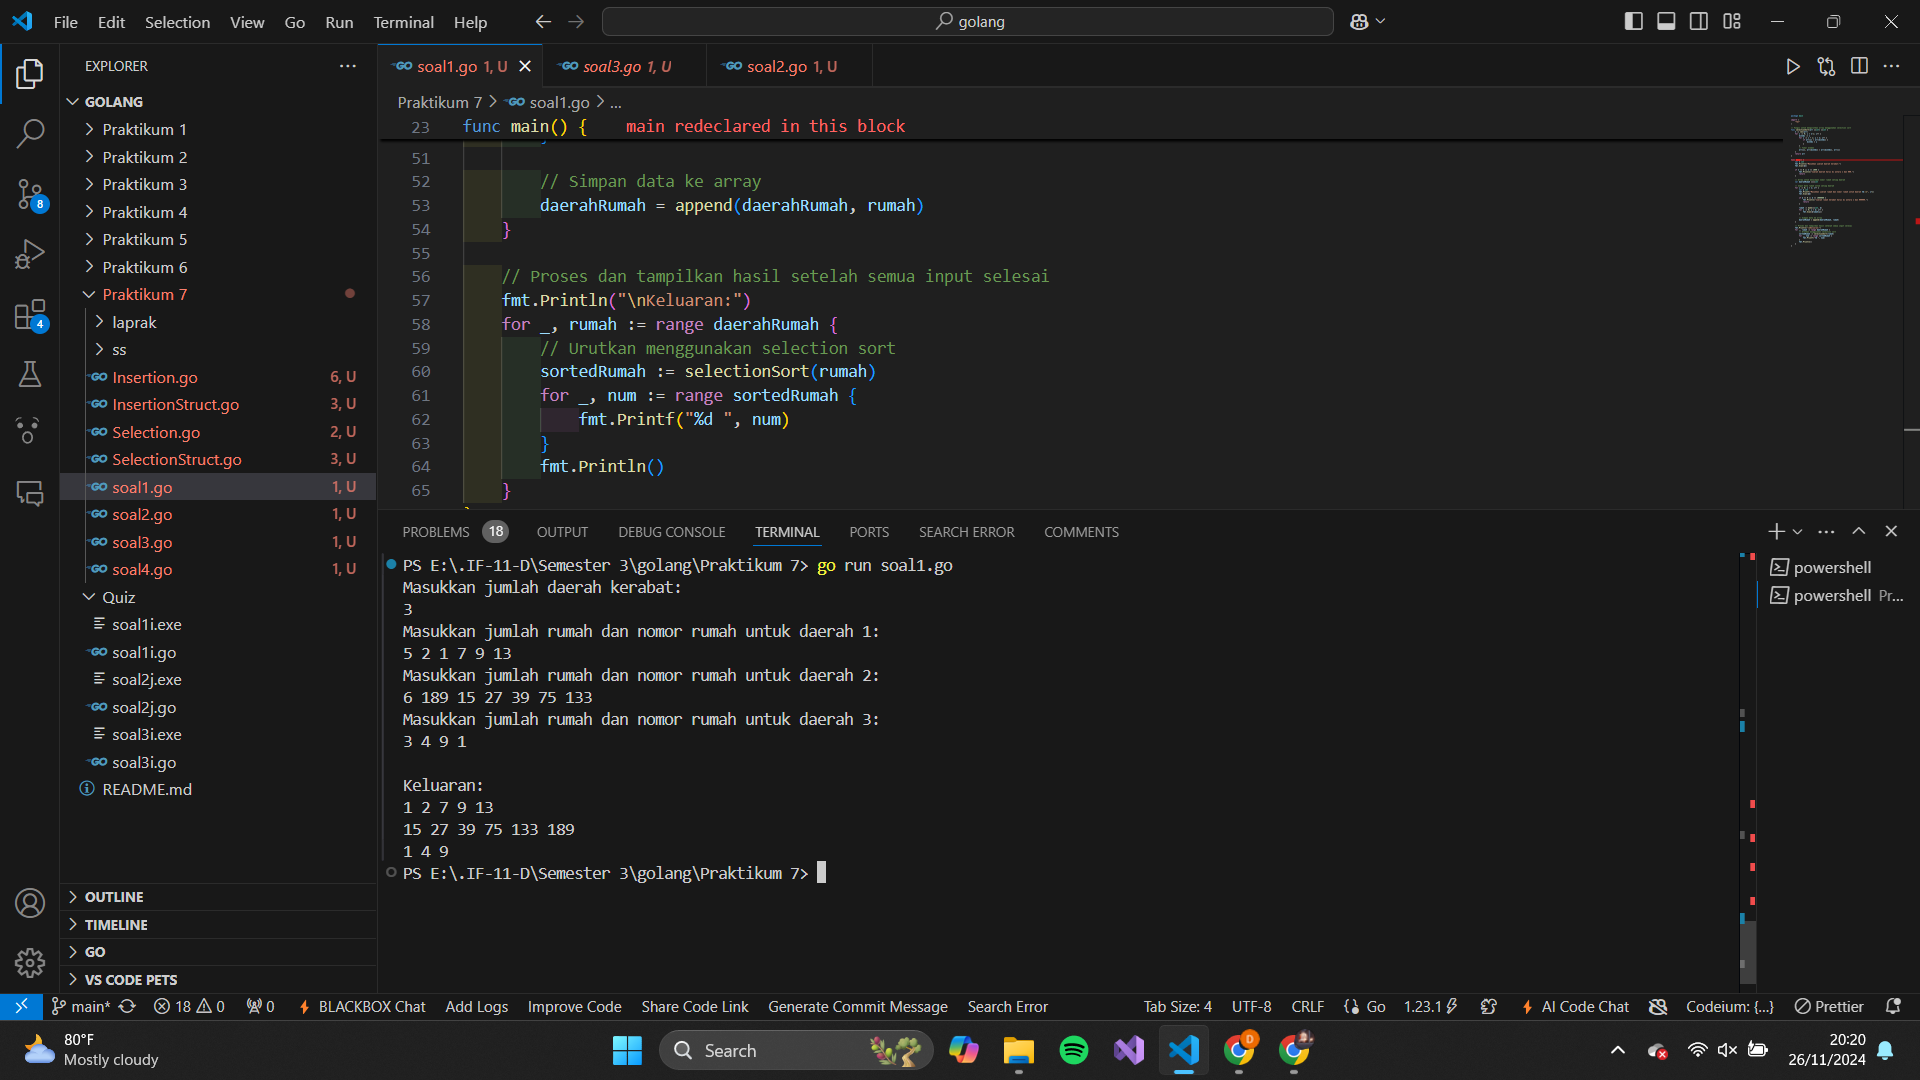 File Edit Selection View Go Run Terminal Help
golang
EXPLORER
GOLANG
Praktikum 1
Praktikum 2
Praktikum 3
Praktikum 4
Praktikum 5
Praktikum 6
Praktikum 7
laprak
ss
Insertion.go 6, U
InsertionStruct.go 3, U
Selection.go 2, U
SelectionStruct.go 3, U
soal1.go 1, U
soal2.go 1, U
soal3.go 1, U
soal4.go 1, U
Quiz
soal1i.exe
soal1i.go
soal2j.exe
soal2j.go
soal3i.exe
soal3i.go
README.md
OUTLINE
TIMELINE
GO
VS CODE PETS
8
4
soal1.go 1, U
soal3.go 1, U
soal2.go 1, U
Praktikum 7 > soal1.go > ...
23 func main() { main redeclared in this block
51
52 // Simpan data ke array
53 daerahRumah = append(daerahRumah, rumah)
54 }
55
56 // Proses dan tampilkan hasil setelah semua input selesai
57 fmt.Println("\nKeluaran:")
58 for _, rumah := range daerahRumah {
59 // Urutkan menggunakan selection sort
60 sortedRumah := selectionSort(rumah)
61 for _, num := range sortedRumah {
62 fmt.Printf("%d ", num)
63 }
64 fmt.Println()
65 }
PROBLEMS 18 OUTPUT DEBUG CONSOLE TERMINAL PORTS SEARCH ERROR COMMENTS
PS E:\.IF-11-D\Semester 3\golang\Praktikum 7> go run soal1.go
Masukkan jumlah daerah kerabat:
3
Masukkan jumlah rumah dan nomor rumah untuk daerah 1:
5 2 1 7 9 13
Masukkan jumlah rumah dan nomor rumah untuk daerah 2:
6 189 15 27 39 75 133
Masukkan jumlah rumah dan nomor rumah untuk daerah 3:
3 4 9 1
Keluaran:
1 2 7 9 13
15 27 39 75 133 189
1 4 9
PS E:\.IF-11-D\Semester 3\golang\Praktikum 7>
powershell
powershell Pr...
main* 18 0 0 BLACKBOX Chat Add Logs Improve Code Share Code Link Generate Commit Message Search Error Tab Size: 4 UTF-8 CRLF Go 1.23.1 AI Code Chat Codeium: {...} Prettier
80°F
Mostly cloudy
Search
D
20:20
26/11/2024